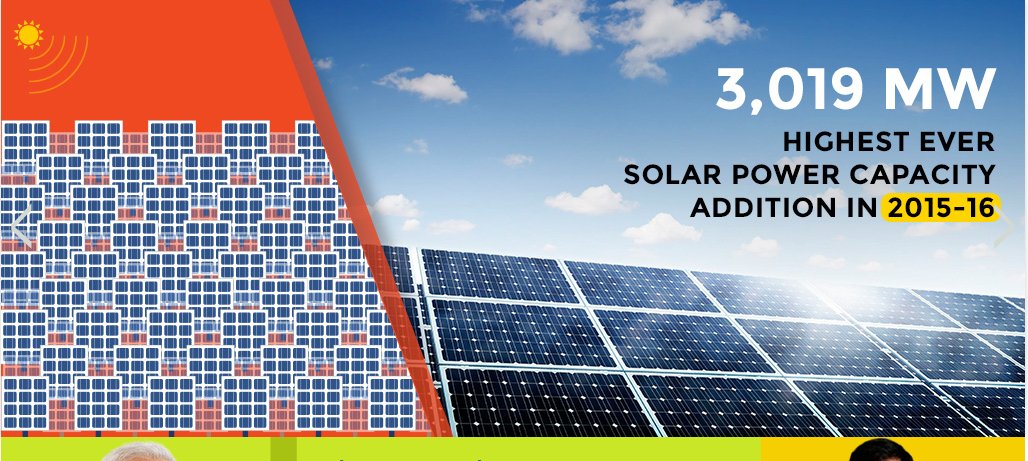 3,019 MW
HIGHEST EVER
SOLAR POWER CAPACITY
ADDITION IN 2015-16